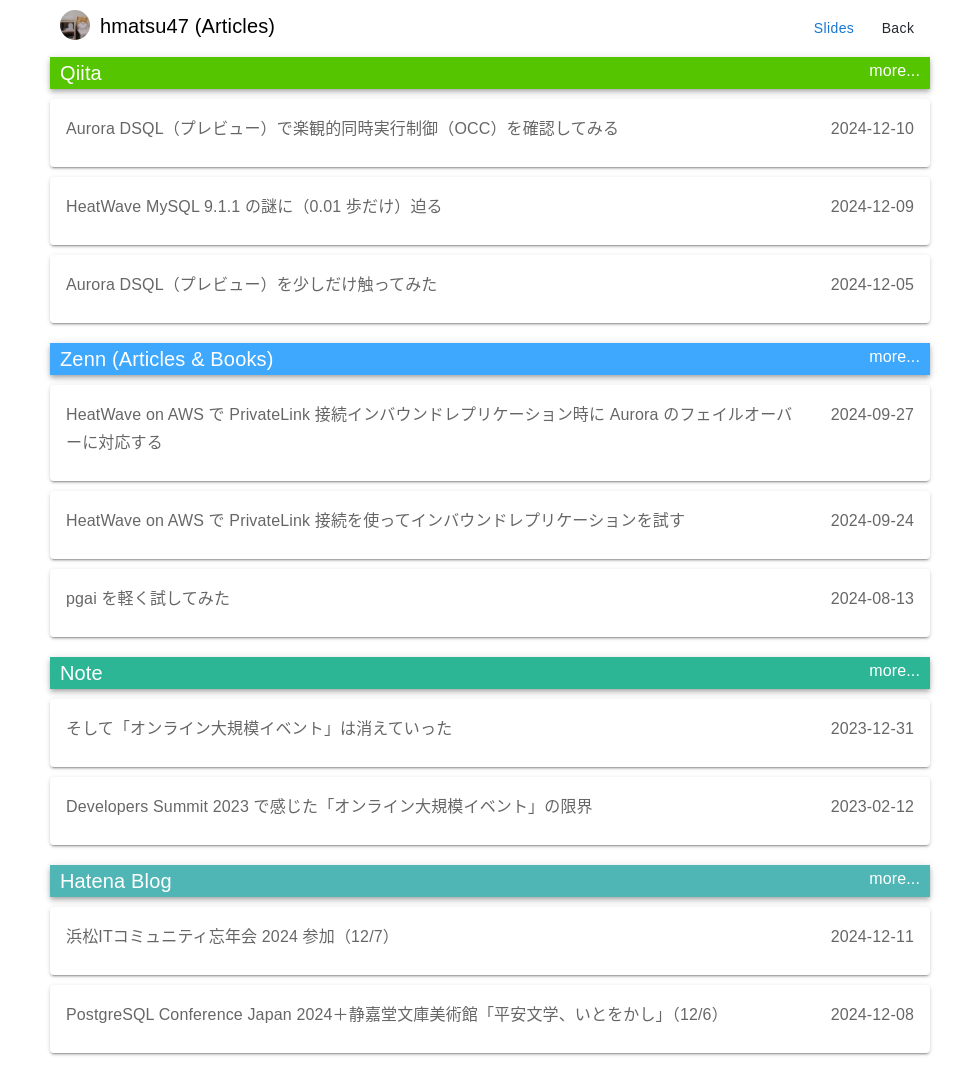 hmatsu47 (Articles)
Slides
Back
Qiita
more...
Aurora DSQL（プレビュー）で楽観的同時実行制御（OCC）を確認してみる
2024-12-10
HeatWave MySQL 9.1.1 の謎に（0.01 歩だけ）迫る
2024-12-09
Aurora DSQL（プレビュー）を少しだけ触ってみた
2024-12-05
Zenn (Articles & Books)
more...
HeatWave on AWS で PrivateLink 接続インバウンドレプリケーション時に Aurora のフェイルオーバ
ーに対応する
2024-09-27
HeatWave on AWS で PrivateLink 接続を使ってインバウンドレプリケーションを試す
2024-09-24
pgai を軽く試してみた
2024-08-13
Note
more...
そして「オンライン大規模イベント」は消えていった
2023-12-31
Developers Summit 2023 で感じた「オンライン大規模イベント」の限界
2023-02-12
Hatena Blog
more...
浜松ITコミュニティ忘年会 2024 参加（12/7）
2024-12-11
PostgreSQL Conference Japan 2024＋静嘉堂文庫美術館「平安文学、いとをかし」（12/6）
2024-12-08